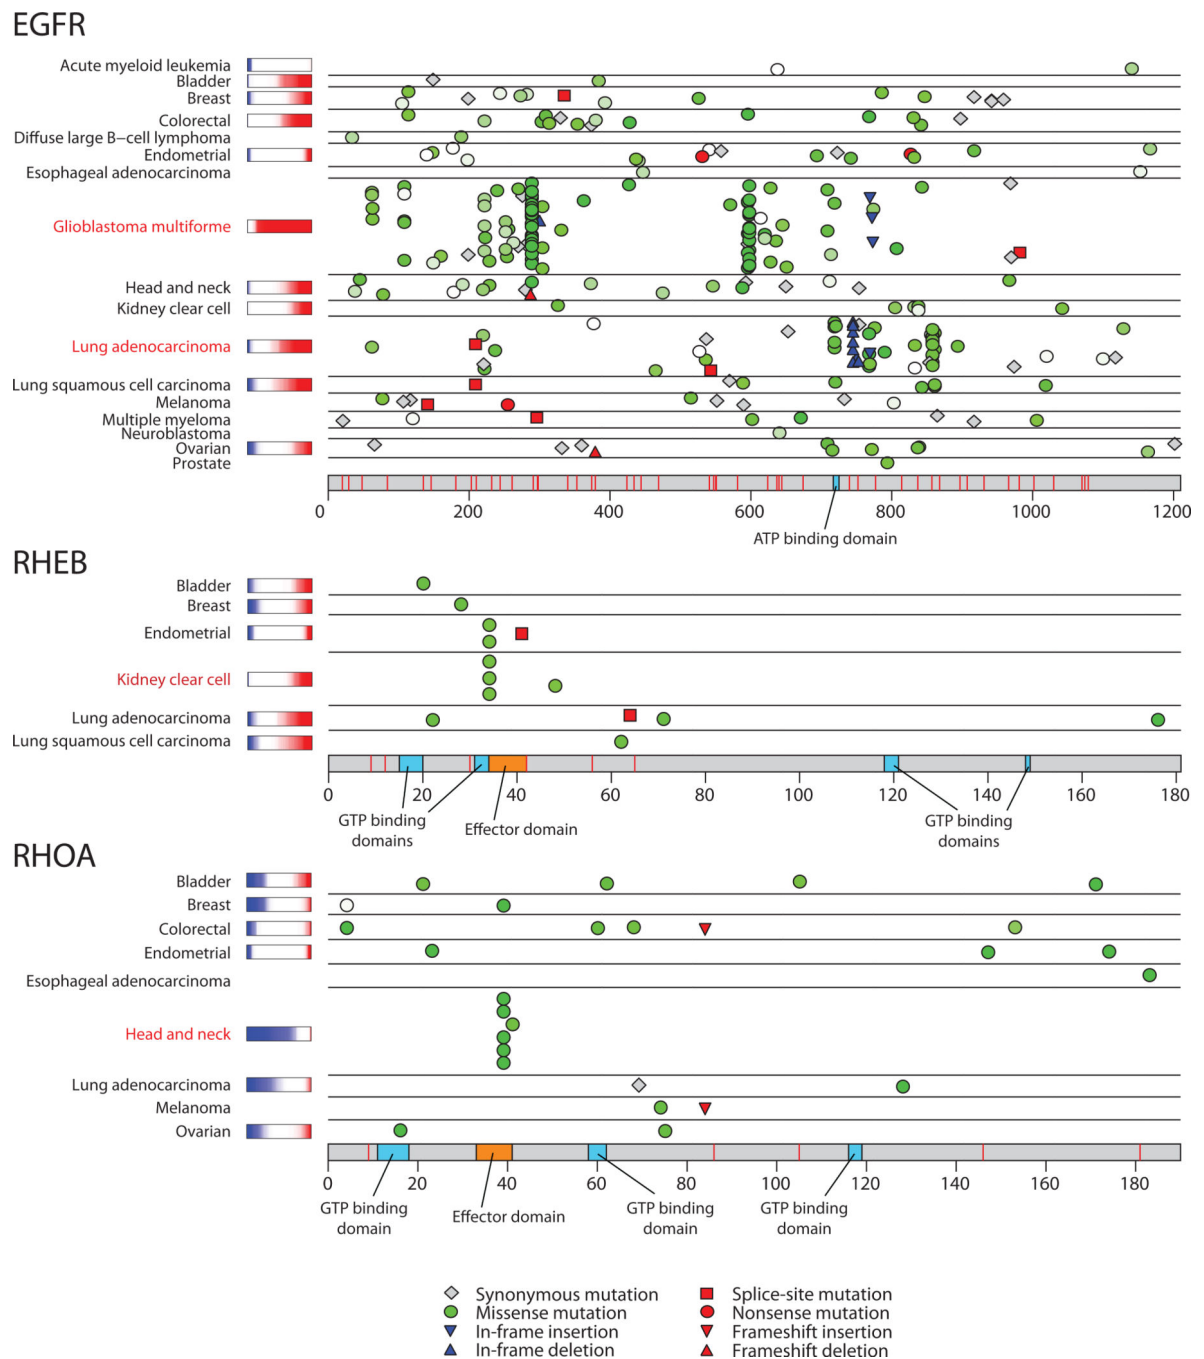 EGFR
Acute myeloid leukemia
Bladder
Breast
Colorectal
Diffuse large B−cell lymphoma
Endometrial
Esophageal adenocarcinoma
Glioblastoma multiforme
Head and neck
Kidney clear cell
Lung adenocarcinoma
Lung squamous cell carcinoma
Melanoma
Multiple myeloma
Neuroblastoma
Ovarian
Prostate
0 200 400 600 800 1000 1200
ATP binding domain
RHEB
Bladder
Breast
Endometrial
Kidney clear cell
Lung adenocarcinoma
Lung squamous cell carcinoma
0 20 40 60 80 100 120 140 160 180
GTP binding domains
Effector domain
GTP binding domains
RHOA
Bladder
Breast
Colorectal
Endometrial
Esophageal adenocarcinoma
Head and neck
Lung adenocarcinoma
Melanoma
Ovarian
0 20 40 60 80 100 120 140 160 180
GTP binding domain
Effector domain
GTP binding domain
GTP binding domain
Synonymous mutation
Missense mutation
In-frame insertion
In-frame deletion
Splice-site mutation
Nonsense mutation
Frameshift insertion
Frameshift deletion